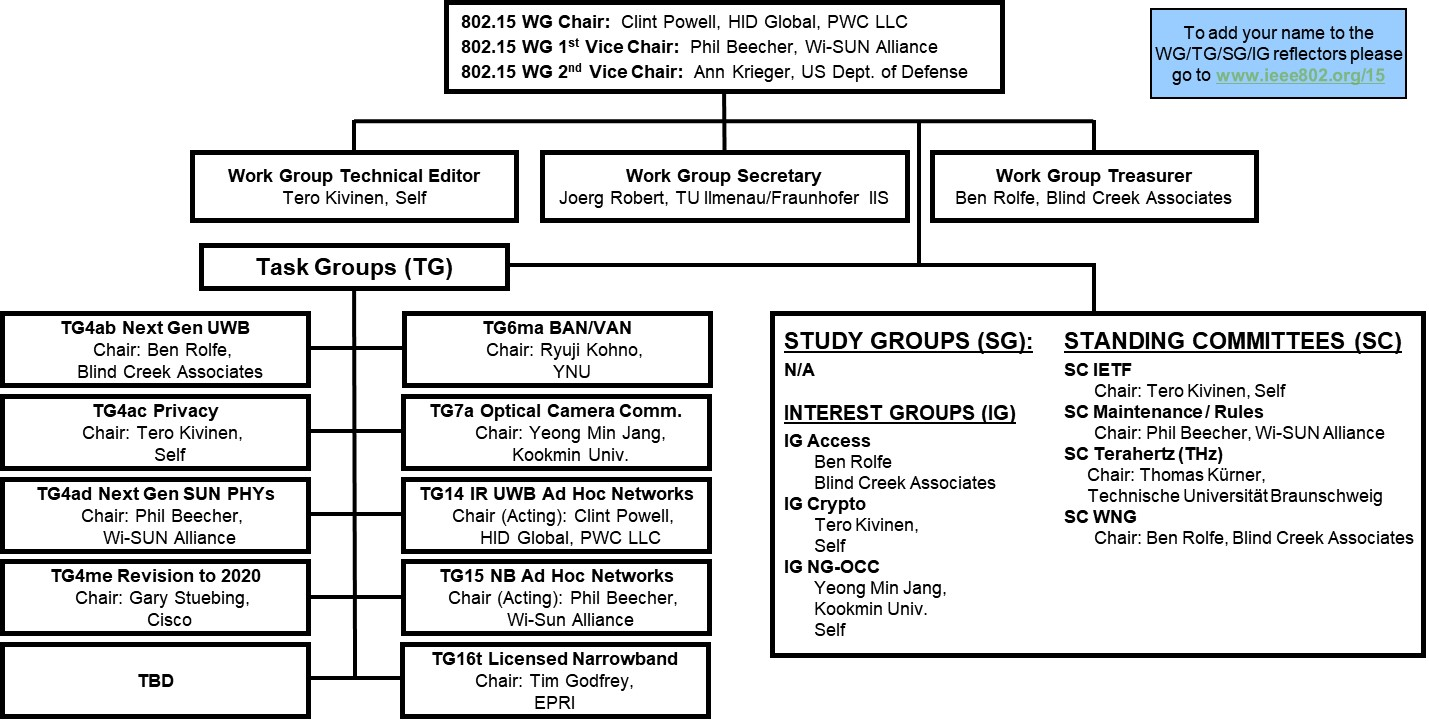 802.15 WG Chair: Clint Powell, HID Global, PWC LLC
802.15 WG 1st Vice Chair: Phil Beecher, Wi-SUN Alliance
802.15 WG 2nd Vice Chair: Ann Krieger, US Dept. of Defense
To add your name to the
WG/TG/SG/IG reflectors please
go to www.ieee802.org/15
Work Group Technical Editor
Tero Kivinen, Self
Work Group Secretary
Joerg Robert, TU Ilmenau/Fraunhofer IIS
Work Group Treasurer
Ben Rolfe, Blind Creek Associates
Task Groups (TG)
TG4ab Next Gen UWB
Chair: Ben Rolfe,
Blind Creek Associates
TG4ac Privacy
Chair: Tero Kivinen,
Self
TG4ad Next Gen SUN PHYs
Chair: Phil Beecher,
Wi-SUN Alliance
TG4me Revision to 2020
Chair: Gary Stuebing,
Cisco
TBD
TG6ma BAN/VAN
Chair: Ryuji Kohno,
YNU
TG7a Optical Camera Comm.
Chair: Yeong Min Jang,
Kookmin Univ.
TG14 IR UWB Ad Hoc Networks
Chair (Acting): Clint Powell,
HID Global, PWC LLC
TG15 NB Ad Hoc Networks
Chair (Acting): Phil Beecher,
Wi-Sun Alliance
TG16t Licensed Narrowband
Chair: Tim Godfrey,
EPRI
STUDY GROUPS (SG):
N/A
INTEREST GROUPS (IG)
IG Access
Ben Rolfe
Blind Creek Associates
IG Crypto
Tero Kivinen,
Self
IG NG-OCC
Yeong Min Jang,
Kookmin Univ.
Self
STANDING COMMITTEES (SC)
SC IETF
Chair: Tero Kivinen, Self
SC Maintenance / Rules
Chair: Phil Beecher, Wi-SUN Alliance
SC Terahertz (THz)
Chair: Thomas Kürner,
Technische Universität Braunschweig
SC WNG
Chair: Ben Rolfe, Blind Creek Associates